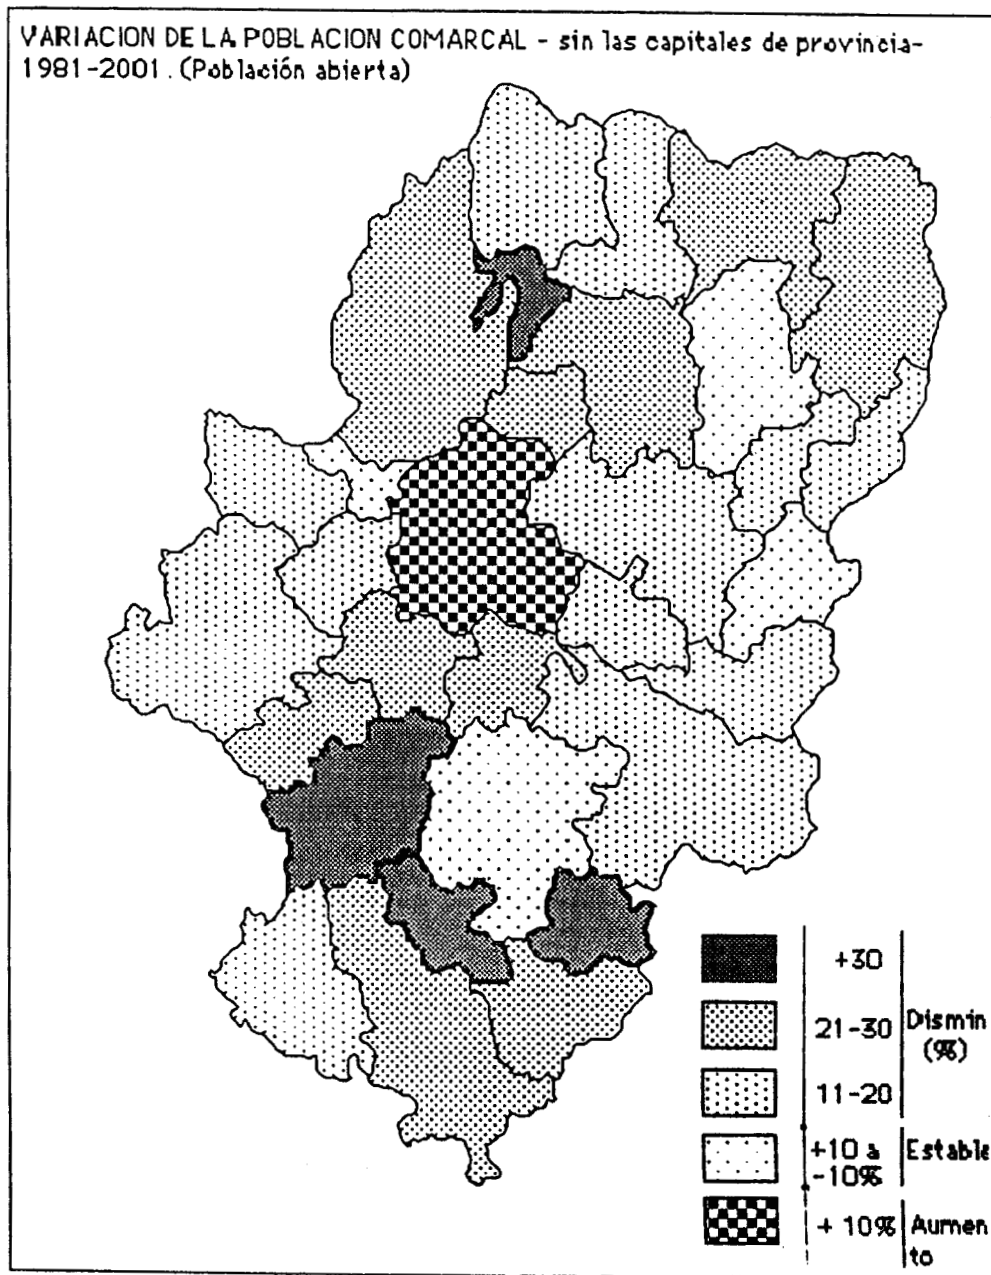 VARIACION DE LA POBLACION COMARCAL - sin las capitales de provincia-
1981-2001. (Población abierta)
+30
21-30
11-20
Dismin
(%)
+10 a
-10%
Estable
+ 10%
Aumen
to